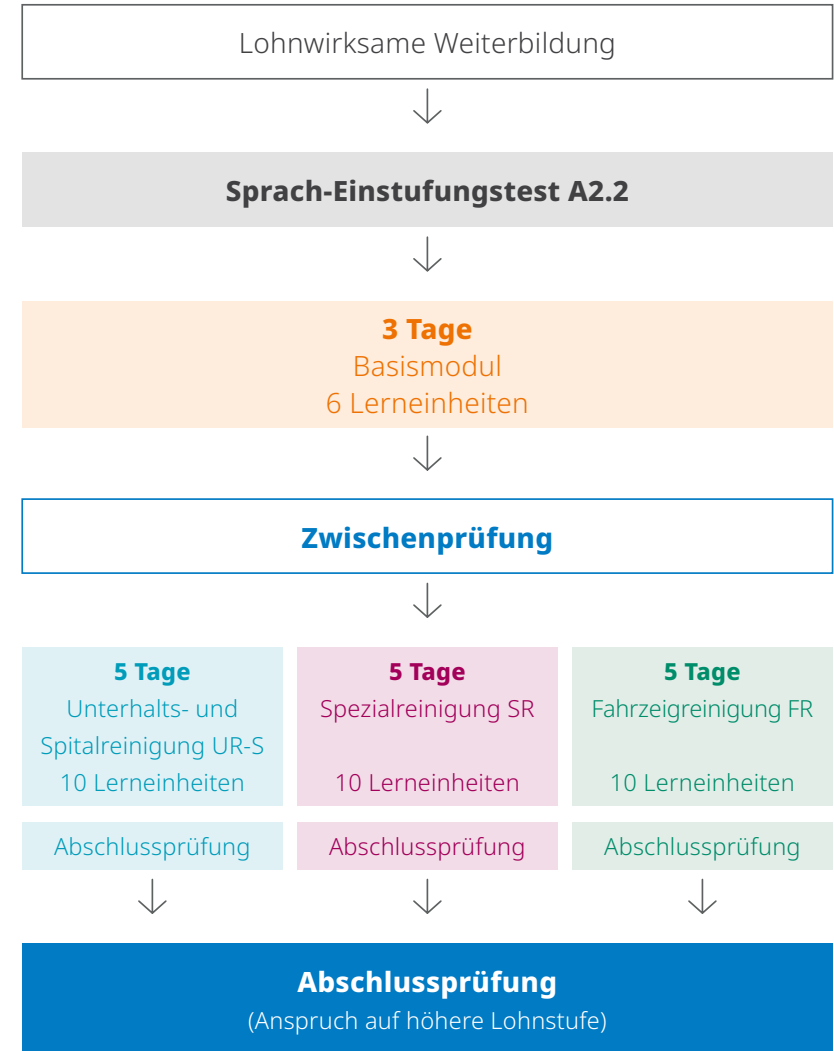 Lohnwirksame Weiterbildung
Sprach-Einstufungstest A2.2
3 Tage
Basismodul
6 Lerneinheiten
Zwischenprüfung
5 Tage
Unterhalts- und
Spitalreinigung UR-S
10 Lerneinheiten
Abschlussprüfung
5 Tage
Spezialreinigung SR
10 Lerneinheiten
Abschlussprüfung
5 Tage
Fahrzeigreinigung FR
10 Lerneinheiten
Abschlussprüfung
Abschlussprüfung
(Anspruch auf höhere Lohnstufe)